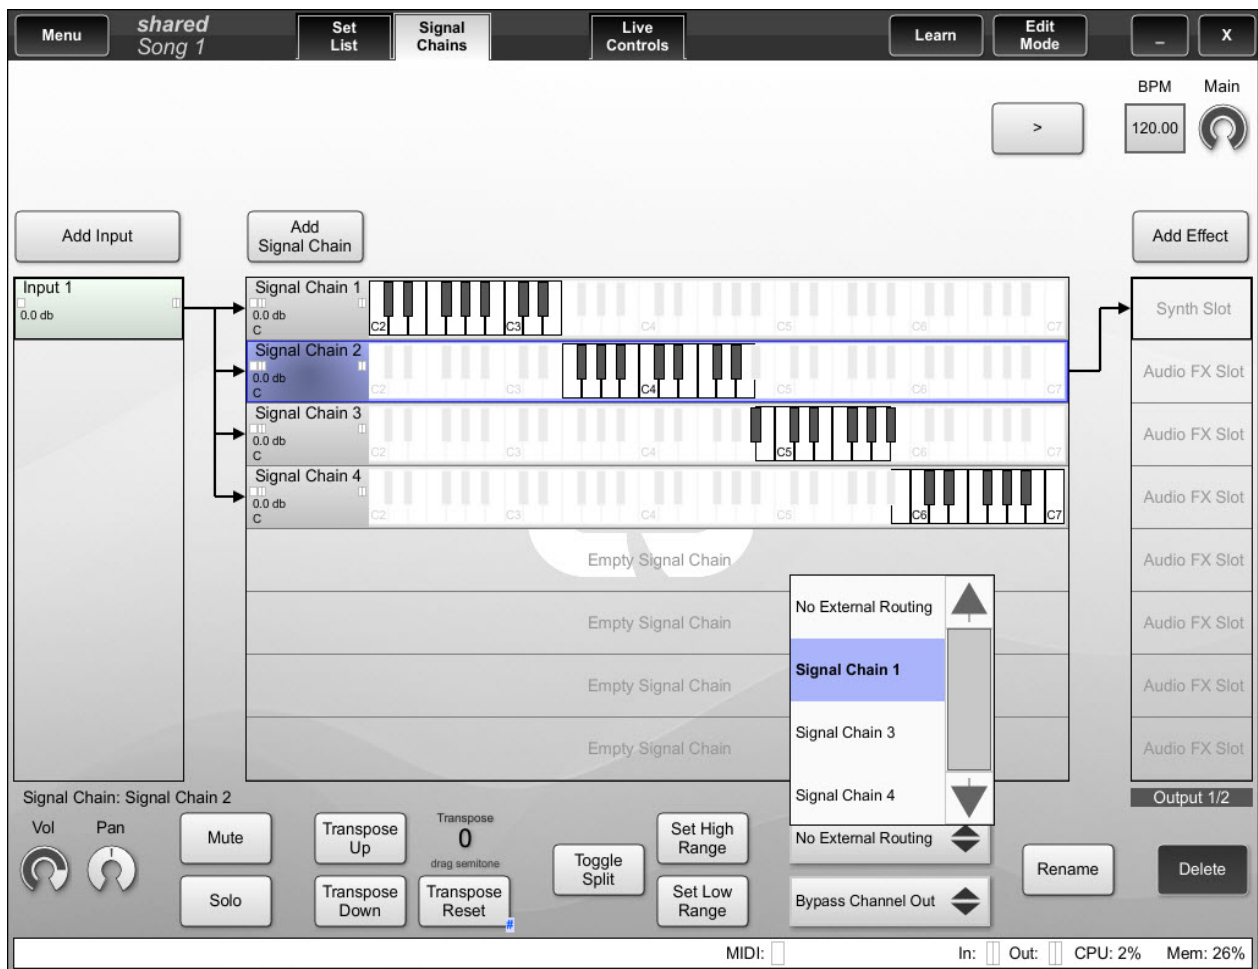 Menu
shared
Song 1
Set
List
Signal
Chains
Live
Controls
Learn
Edit
Mode
_
X
BPM
Main
>
120.00
Add Input
Add
Signal Chain
Add Effect
Input 1
0.0 db
Signal Chain 1
0.0 db
C
C2
C3
C4
C5
C6
C7
Synth Slot
Signal Chain 2
0.0 db
C
C2
C3
C4
C5
C6
C7
Audio FX Slot
Signal Chain 3
0.0 db
C
C2
C3
C4
C5
C6
C7
Audio FX Slot
Signal Chain 4
0.0 db
C
C2
C3
C4
C5
C6
C7
Audio FX Slot
Empty Signal Chain
Audio FX Slot
Empty Signal Chain
Audio FX Slot
Empty Signal Chain
Audio FX Slot
Empty Signal Chain
Audio FX Slot
No External Routing
Signal Chain 1
Signal Chain 3
Signal Chain 4
Signal Chain: Signal Chain 2
Output 1/2
Vol
Pan
Mute
Solo
Transpose
Up
Transpose
Down
Transpose
0
drag semitone
Transpose
Reset
#
Toggle
Split
Set High
Range
Set Low
Range
No External Routing
Bypass Channel Out
Rename
Delete
MIDI:
In:
Out:
CPU: 2%
Mem: 26%